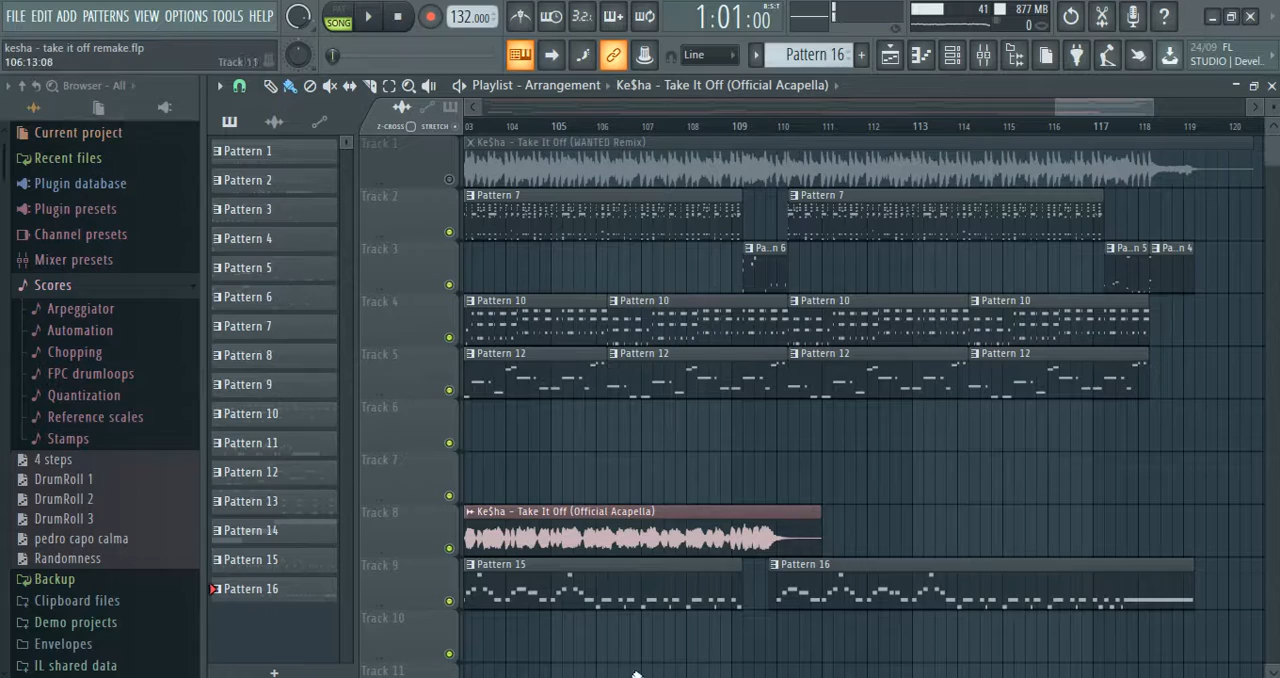 FILE EDIT ADD PATTERNS VIEW OPTIONS TOOLS HELP
PAT
SONG
132.000
3.2
1:01:00
B:S:T
41
877 MB
0
kesha - take it off remake.flp
106:13:08
Track 11
Line
Pattern 16
24/09 FL
STUDIO | Devel..
Browser - All
Playlist - Arrangement
Ke$ha - Take It Off (Official Acapella)
Z-CROSS
STRETCH
03
104
105
106
107
108
109
110
111
112
113
114
115
116
117
118
119
120
Current project
Recent files
Plugin database
Plugin presets
Channel presets
Mixer presets
Scores
Arpeggiator
Automation
Chopping
FPC drumloops
Quantization
Reference scales
Stamps
4 steps
DrumRoll 1
DrumRoll 2
DrumRoll 3
pedro capo calma
Randomness
Backup
Clipboard files
Demo projects
Envelopes
IL shared data
Pattern 1
Pattern 2
Pattern 3
Pattern 4
Pattern 5
Pattern 6
Pattern 7
Pattern 8
Pattern 9
Pattern 10
Pattern 11
Pattern 12
Pattern 13
Pattern 14
Pattern 15
Pattern 16
+
Track 1
Ke$ha - Take It Off (WANTED Remix)
Track 2
Pattern 7
Pattern 7
Track 3
Pa..n 6
Pa..n 5
Pa..n 4
Track 4
Pattern 10
Pattern 10
Pattern 10
Pattern 10
Track 5
Pattern 12
Pattern 12
Pattern 12
Pattern 12
Track 6
Track 7
Track 8
Ke$ha - Take It Off (Official Acapella)
Track 9
Pattern 15
Pattern 16
Track 10
Track 11